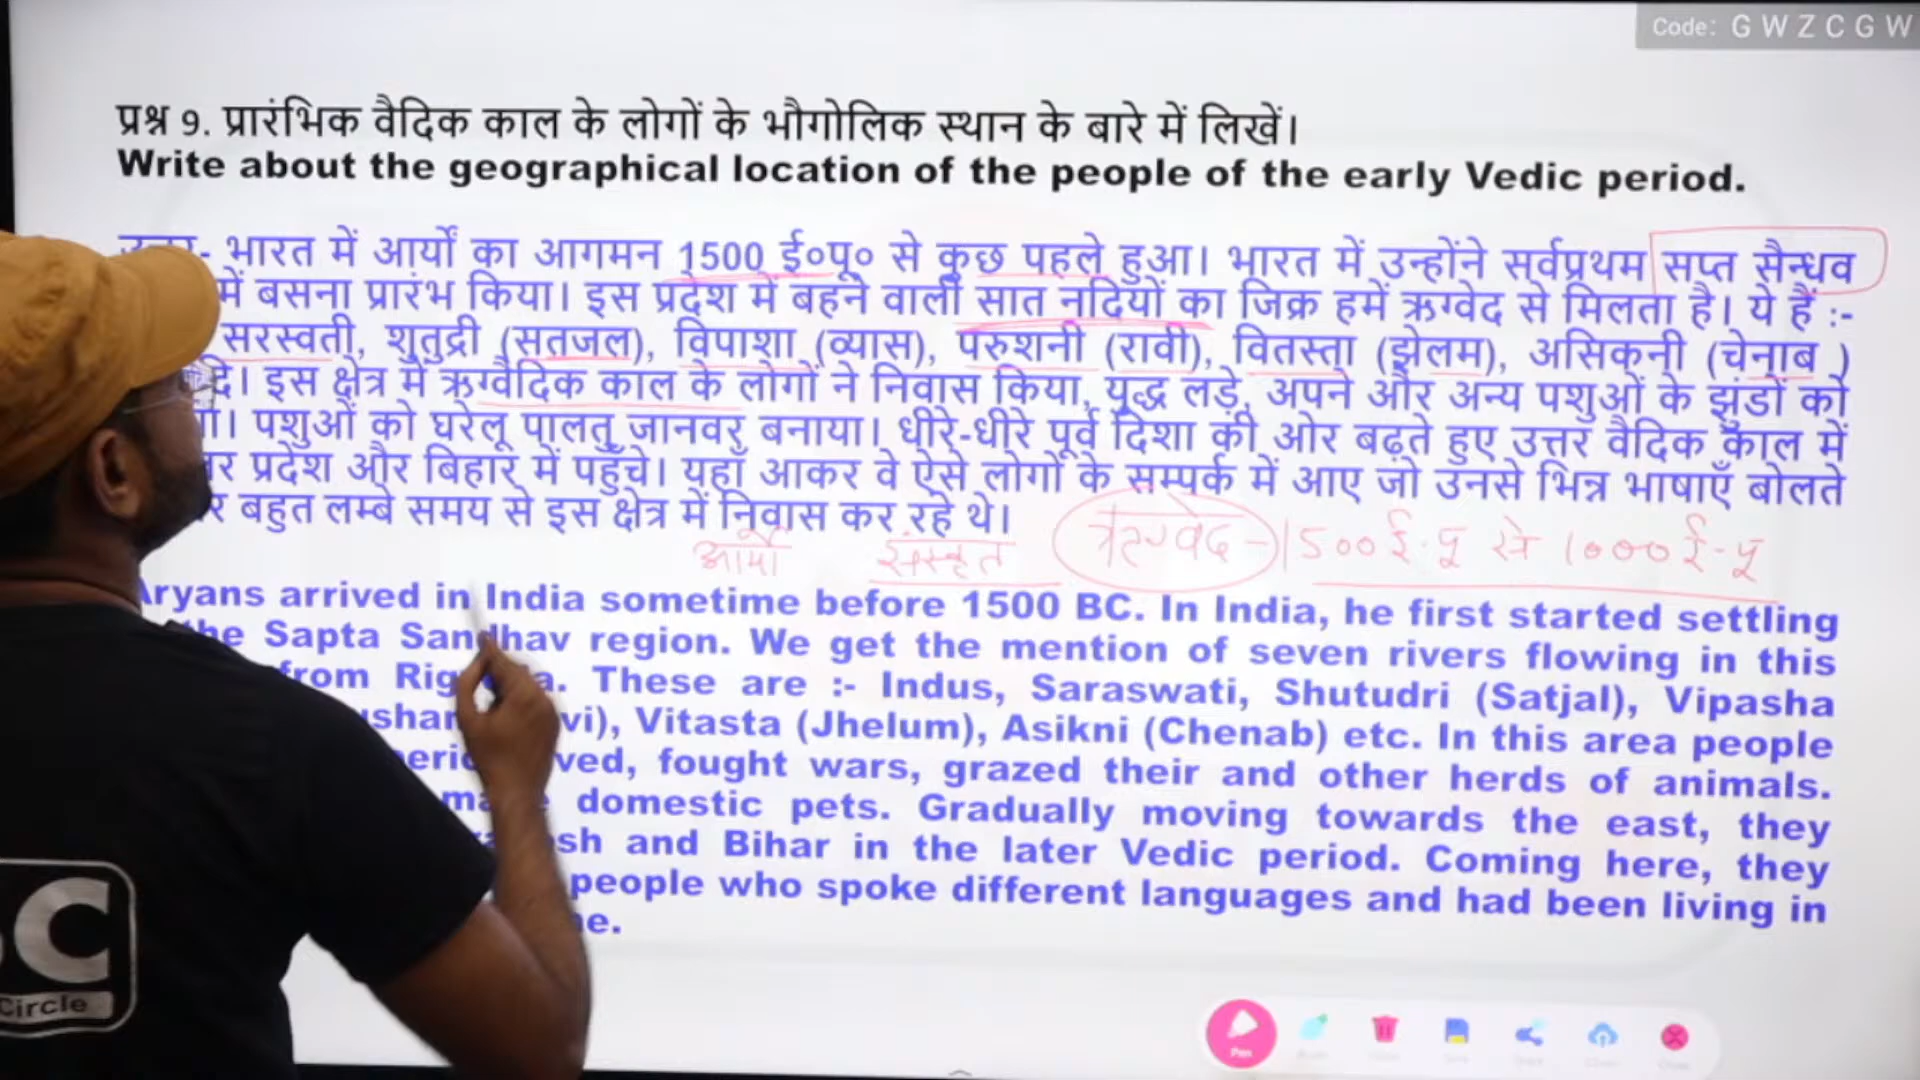 Code: G W Z C G W
प्रश्न 9. प्रारंभिक वैदिक काल के लोगों के भौगोलिक स्थान के बारे में लिखें।
Write about the geographical location of the people of the early Vedic period.
भारत में आर्यों का आगमन 1500 ई०पू० से कुछ पहले हुआ। भारत में उन्होंने सर्वप्रथम सप्त सैन्धव
में बसना प्रारंभ किया। इस प्रदेश में बहने वाली सात नदियों का जिक्र हमें ऋग्वेद से मिलता है। ये हैं :-
सरस्वती, शुतुद्री (सतजल), विपाशा (व्यास), परुशनी (रावी), वितस्ता (झेलम), असिकनी (चेनाब )
इस क्षेत्र में ऋग्वैदिक काल के लोगों ने निवास किया, युद्ध लड़े, अपने और अन्य पशुओं के झुंडों को
पशुओं को घरेलू पालतु जानवर बनाया। धीरे-धीरे पूर्व दिशा की ओर बढ़ते हुए उत्तर वैदिक काल में
प्रदेश और बिहार में पहुँचे। यहाँ आकर वे ऐसे लोगों के सम्पर्क में आए जो उनसे भिन्न भाषाएँ बोलते
बहुत लम्बे समय से इस क्षेत्र में निवास कर रहे थे।
संस्कृत ऋग्वेद - 1500 ई.पू से 1000 ई.पू
Aryans arrived in India sometime before 1500 BC. In India, he first started settling
the Sapta Sandhav region. We get the mention of seven rivers flowing in this
from These are :- Indus, Saraswati, Shutudri (Satjal), Vipasha
Vitasta (Jhelum), Asikni (Chenab) etc. In this area people
fought wars, grazed their and other herds of animals.
domestic pets. Gradually moving towards the east, they
and Bihar in the later Vedic period. Coming here, they
people who spoke different languages and had been living in
Circle
Pen